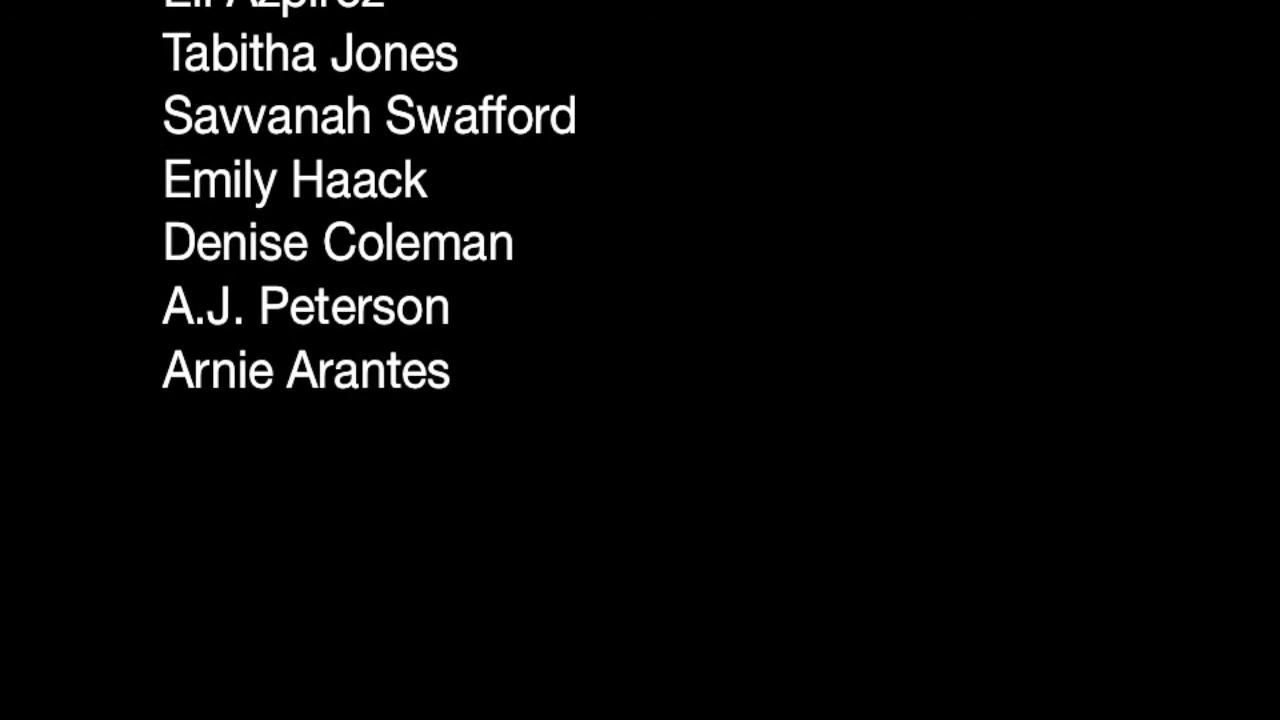 Tabitha Jones
Savvanah Swafford
Emily Haack
Denise Coleman
A.J. Peterson
Arnie Arantes